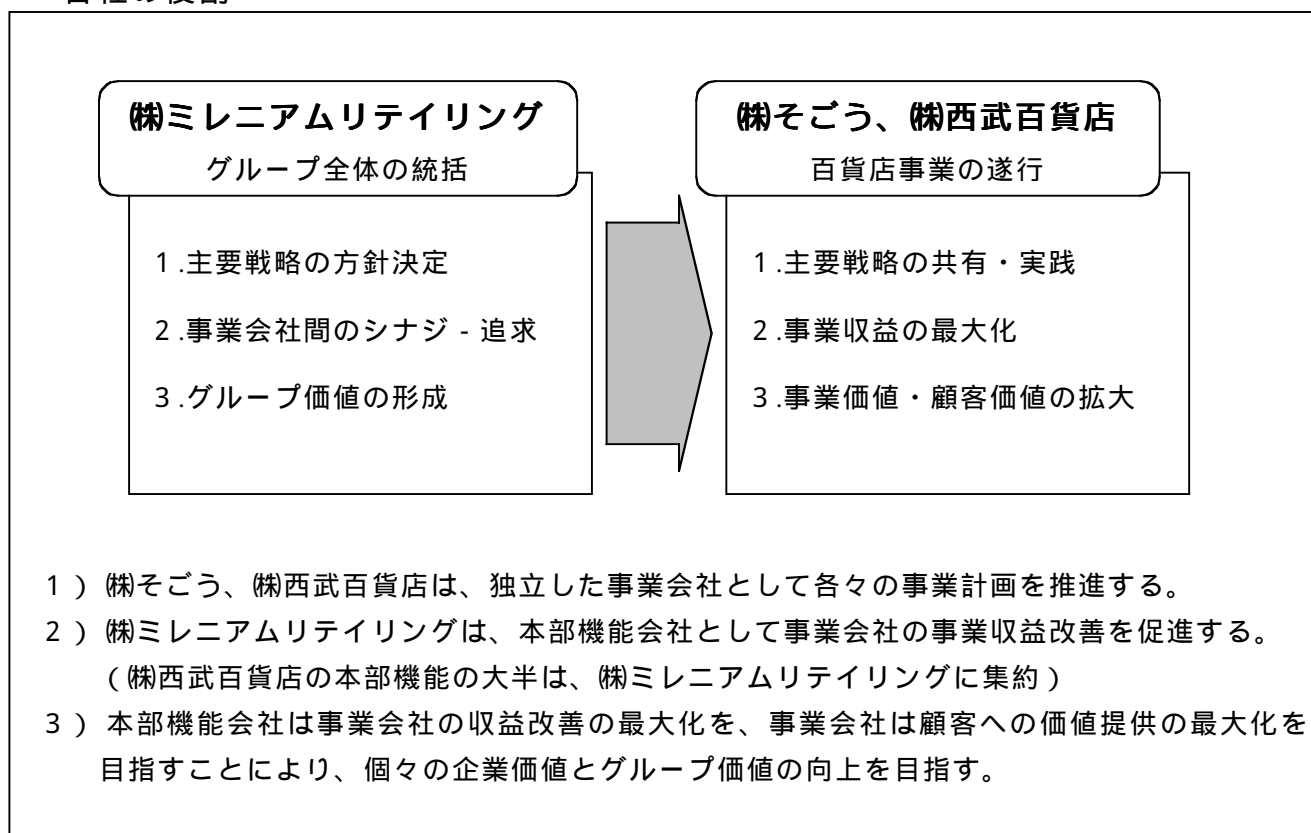 ㈱ミレニアムリテイリング
グループ全体の統括
1.主要戦略の方針決定
2.事業会社間のシナジ-追求
3.グループ価値の形成
㈱そごう、㈱西武百貨店
百貨店事業の遂行
1.主要戦略の共有・実践
2.事業収益の最大化
3.事業価値・顧客価値の拡大
1）㈱そごう、㈱西武百貨店は、独立した事業会社として各々の事業計画を推進する。
2）㈱ミレニアムリテイリングは、本部機能会社として事業会社の事業収益改善を促進する。
（㈱西武百貨店の本部機能の大半は、㈱ミレニアムリテイリングに集約）
3）本部機能会社は事業会社の収益改善の最大化を、事業会社は顧客への価値提供の最大化を
目指すことにより、個々の企業価値とグループ価値の向上を目指す。